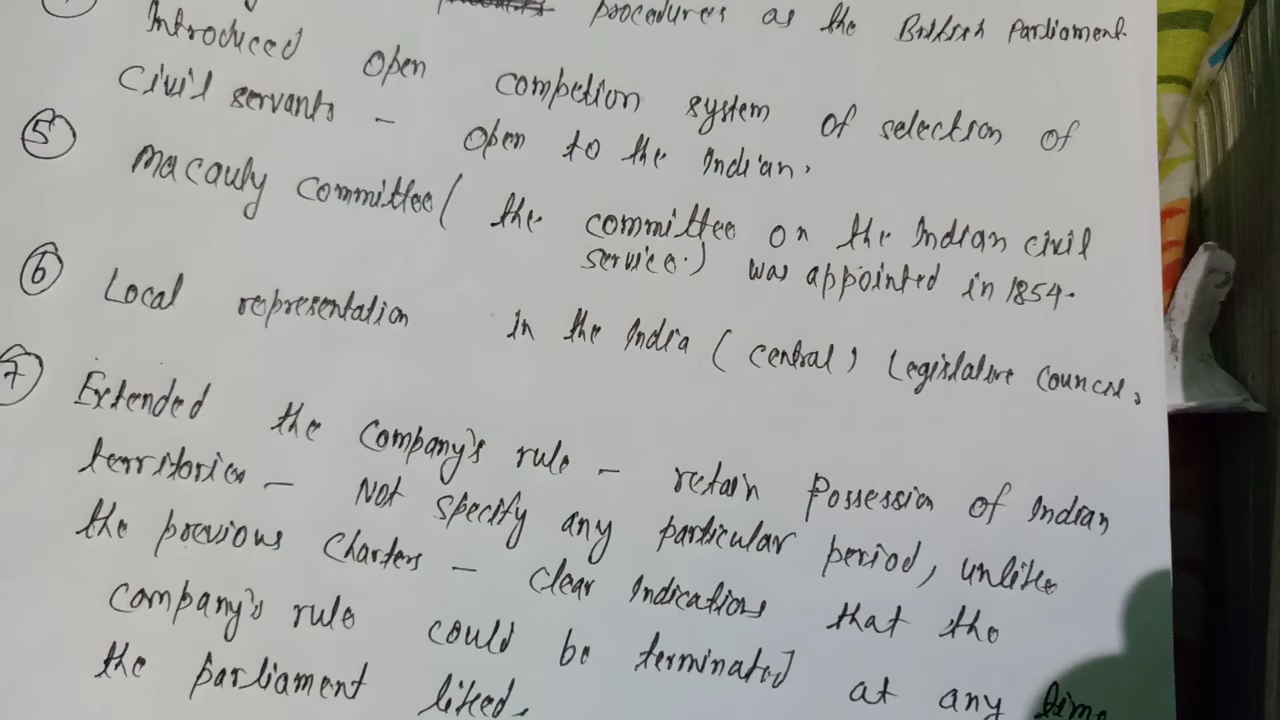 procedures as the British Parliament.
Introduced open competion system of selection of
civil servants - open to the Indian.
5 Macauly committee (the committee on the Indian civil
service.) was appointed in 1854.
6 Local representation in the India (central) Legislative Council,
7 Extended the company's rule - retain Possession of Indian
territories - Not specify any particular period, unlike
the previous charters - clear Indications that the
company's rule could be terminated at any time
the parliament liked.